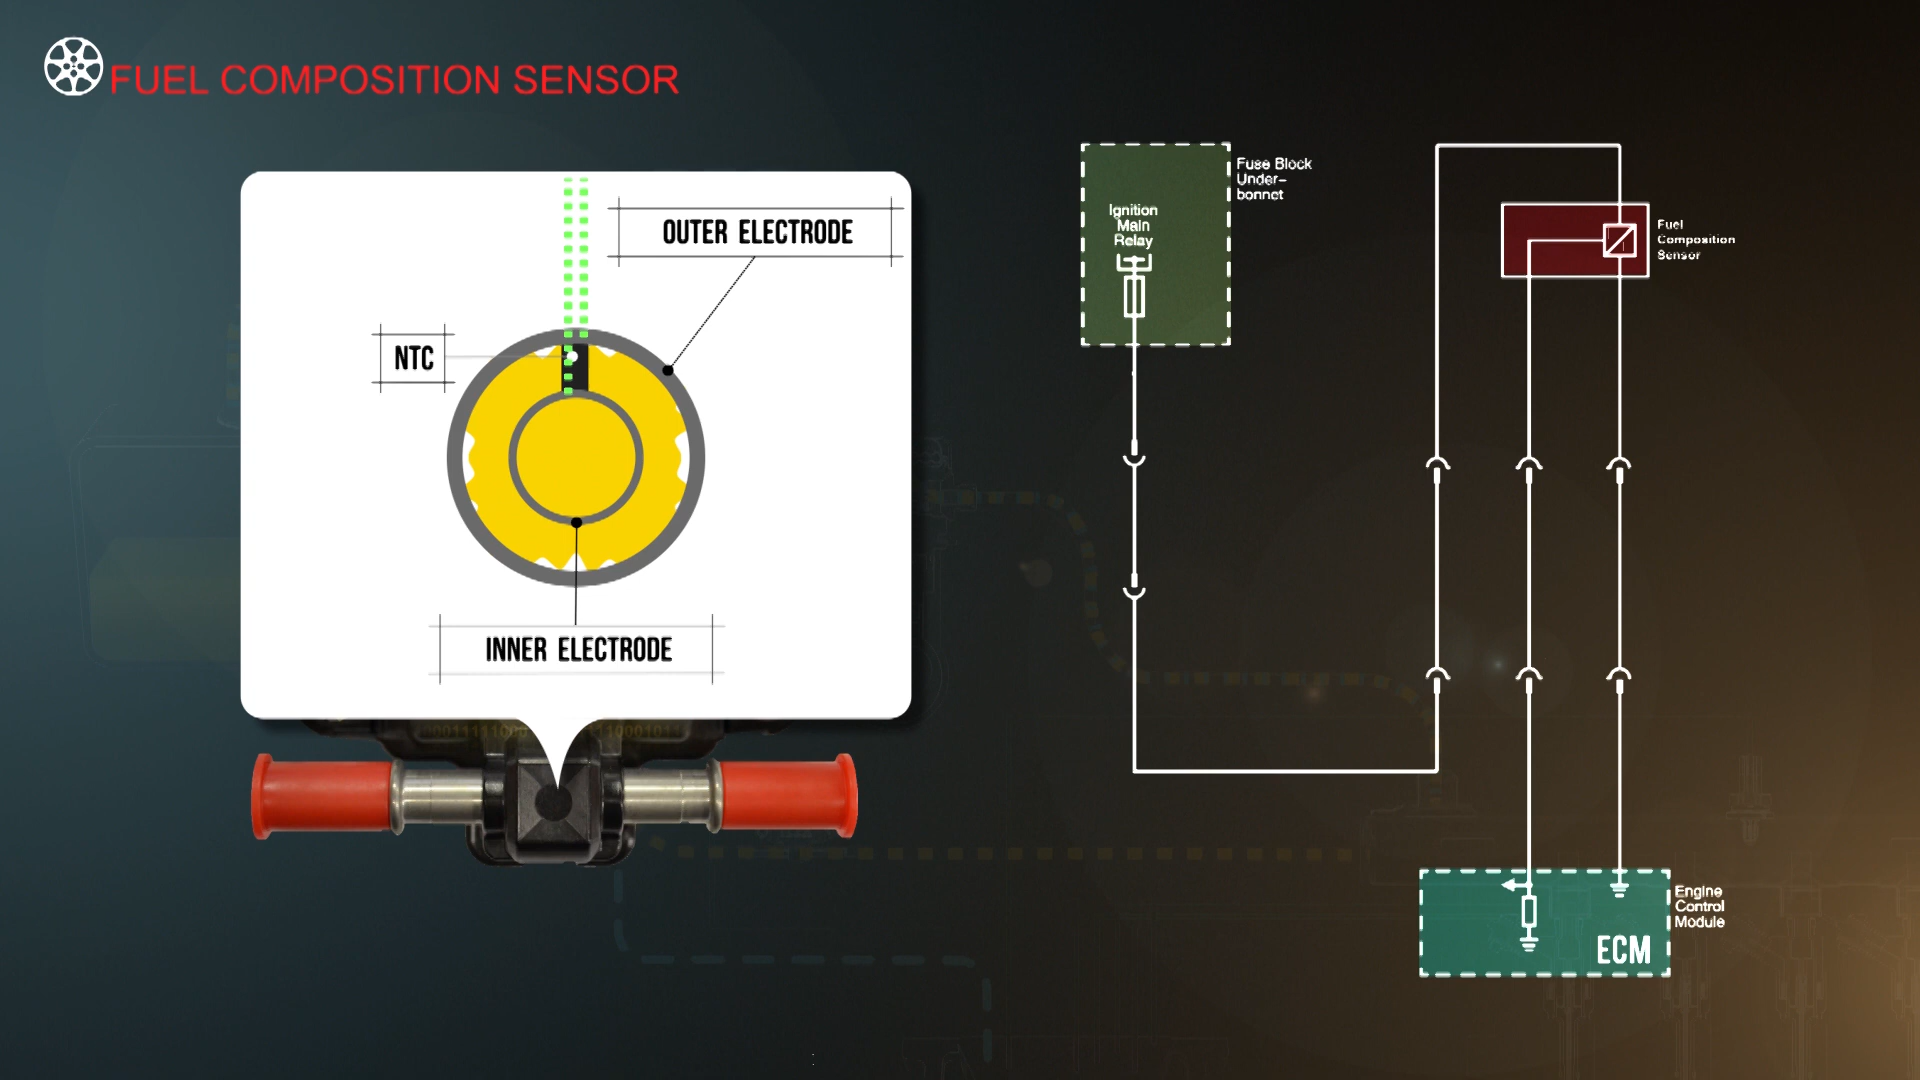 FUEL COMPOSITION SENSOR
OUTER ELECTRODE
NTC
INNER ELECTRODE
Fuse Block
Under-
bonnet
Ignition
Main
Relay
Fuel
Composition
Sensor
Engine
Control
Module
ECM